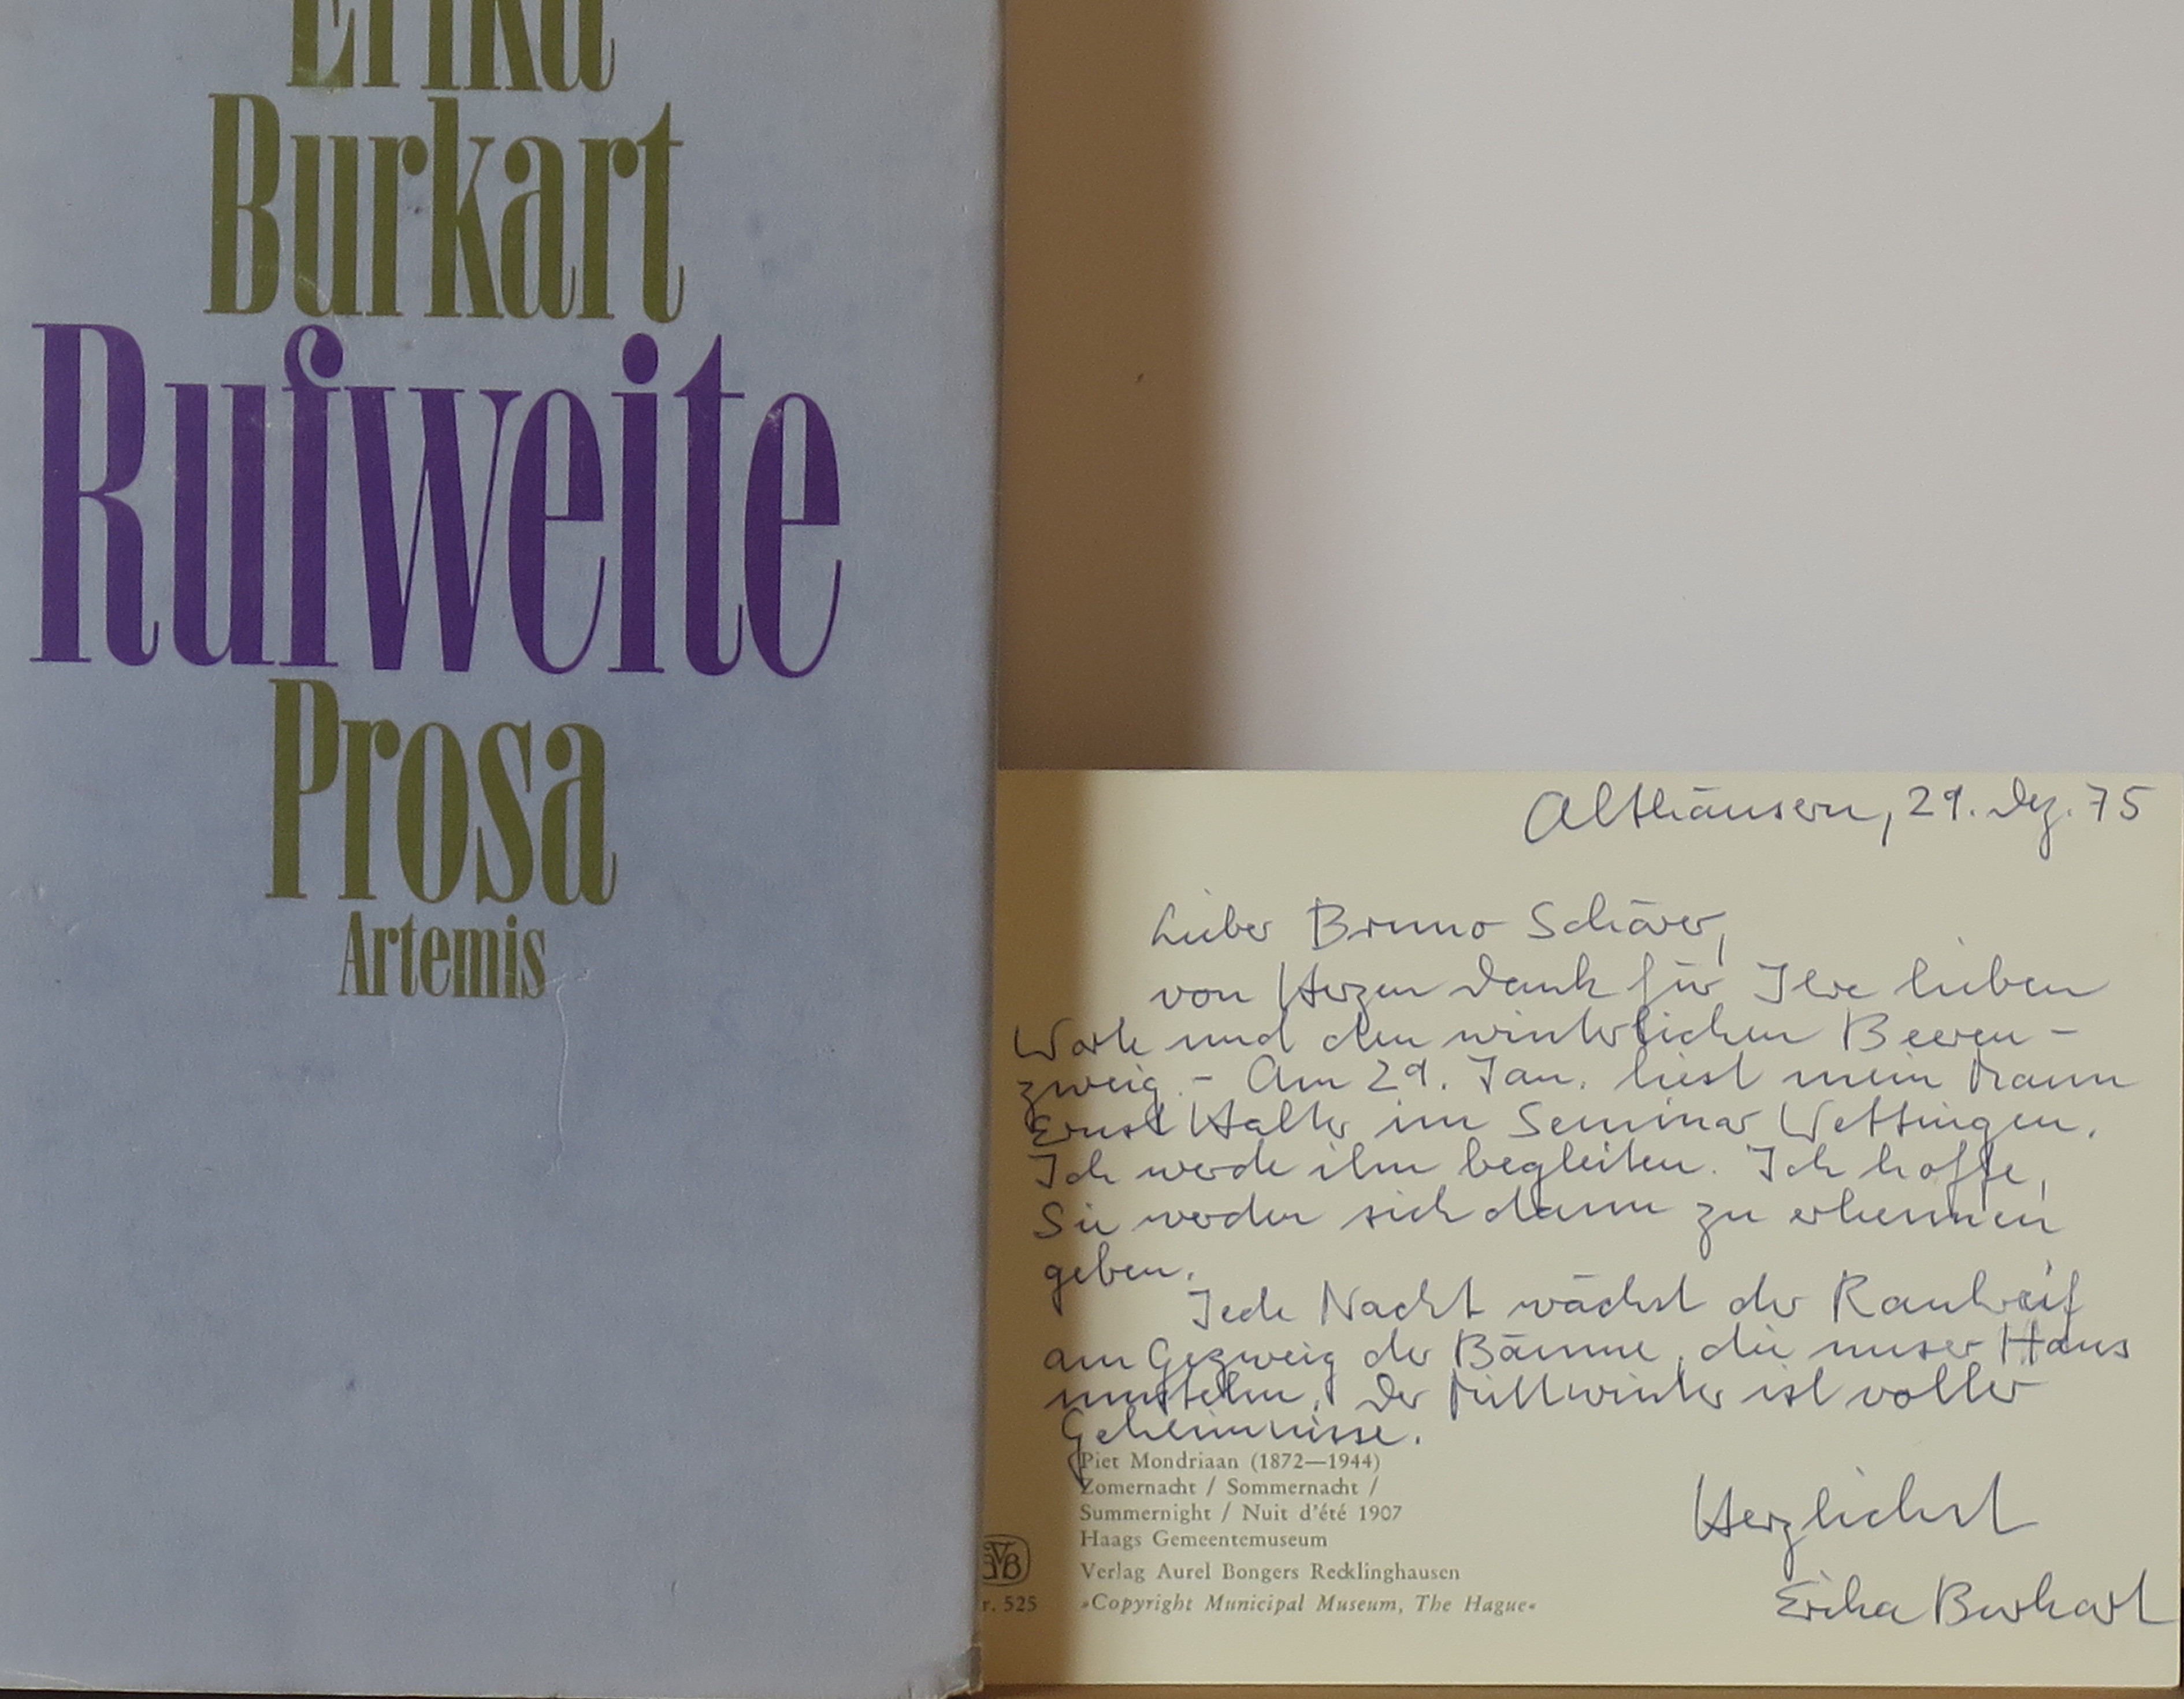 Erika
Burkart
Rufweite
Prosa
Artemis
Althäusern, 29. Dez. 75
Lieber Bruno Schärer,
von Herzen Dank für Ihre lieben
Worte und den winterlichen Beeren-
zweig. - Am 29. Jan. liest mein Mann
Ernst Halter im Seminar Wettingen.
Ich werde ihn begleiten. Ich hoffe,
Sie werden sich dann zu erkennen
geben.
Jede Nacht wächst der Rauhreif
am Gezweig der Bäume, die unser Haus
umstehn. Der Mittwinter ist voller
Geheimnisse.
Piet Mondriaan (1872—1944)
Zomernacht / Sommernacht /
Summernight / Nuit d'été 1907
Haags Gemeentemuseum
Verlag Aurel Bongers Recklinghausen
r. 525 »Copyright Municipal Museum, The Hague«
Herzlichst
Erika Burkart